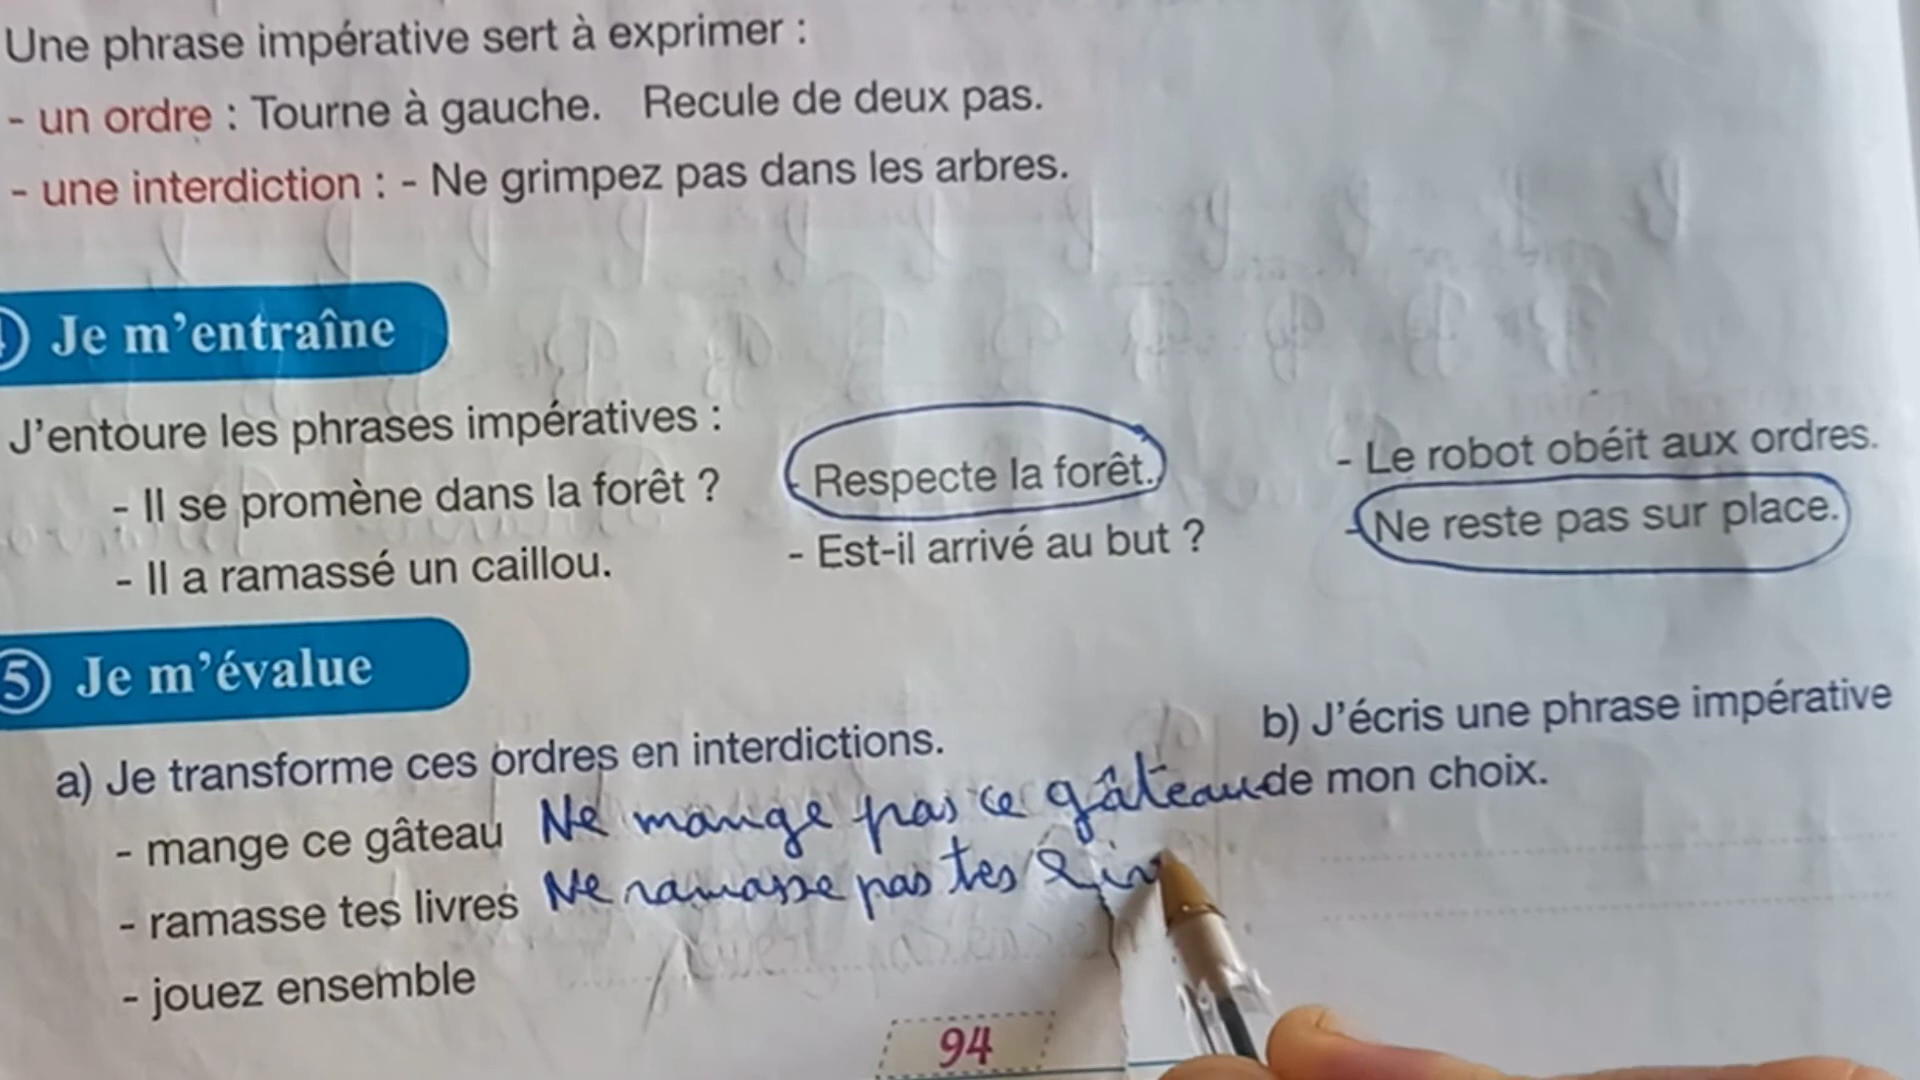 Une phrase impérative sert à exprimer :
- un ordre : Tourne à gauche. Recule de deux pas.
- une interdiction : - Ne grimpez pas dans les arbres.
Je m'entraîne
J'entoure les phrases impératives :
- Il se promène dans la forêt ? - Respecte la forêt. - Le robot obéit aux ordres.
- Il a ramassé un caillou. - Est-il arrivé au but ? - Ne reste pas sur place.
5 Je m'évalue
a) Je transforme ces ordres en interdictions.
- mange ce gâteau Ne mange pas ce gâteau
- ramasse tes livres Ne ramasse pas tes
- jouez ensemble
b) J'écris une phrase impérative
de mon choix.
94